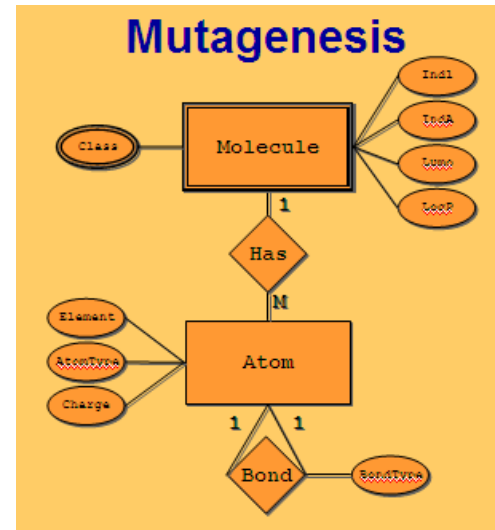 Mutagenesis
Ind1
Class
Molecule
IndA
Lumo
LogP
1
Has
M
Element
AtomType
Atom
Charge
1 1
Bond
BondType